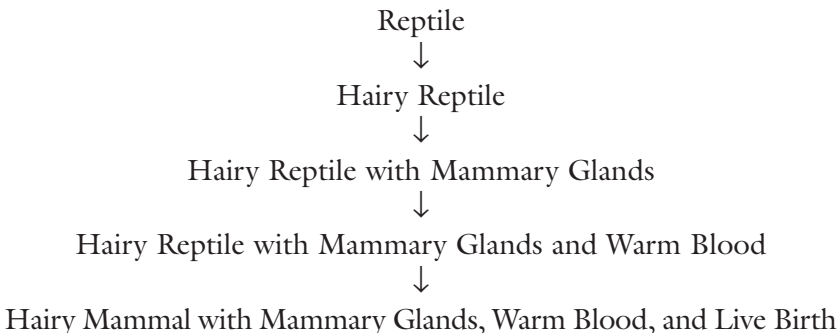 Reptile
↓
Hairy Reptile
↓
Hairy Reptile with Mammary Glands
↓
Hairy Reptile with Mammary Glands and Warm Blood
↓
Hairy Mammal with Mammary Glands, Warm Blood, and Live Birth